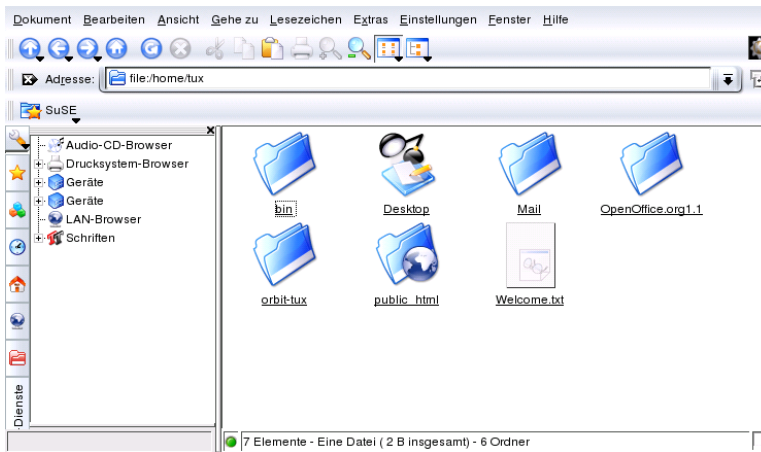 Dokument Bearbeiten Ansicht Gehe zu Lesezeichen Extras Einstellungen Fenster Hilfe
Adresse: file:/home/tux
SuSE
Audio-CD-Browser
Drucksystem-Browser
Geräte
Geräte
LAN-Browser
Schriften
-Dienste
bin Desktop Mail OpenOffice.org1.1
orbit-tux public_html Welcome.txt
7 Elemente - Eine Datei ( 2 B insgesamt) - 6 Ordner